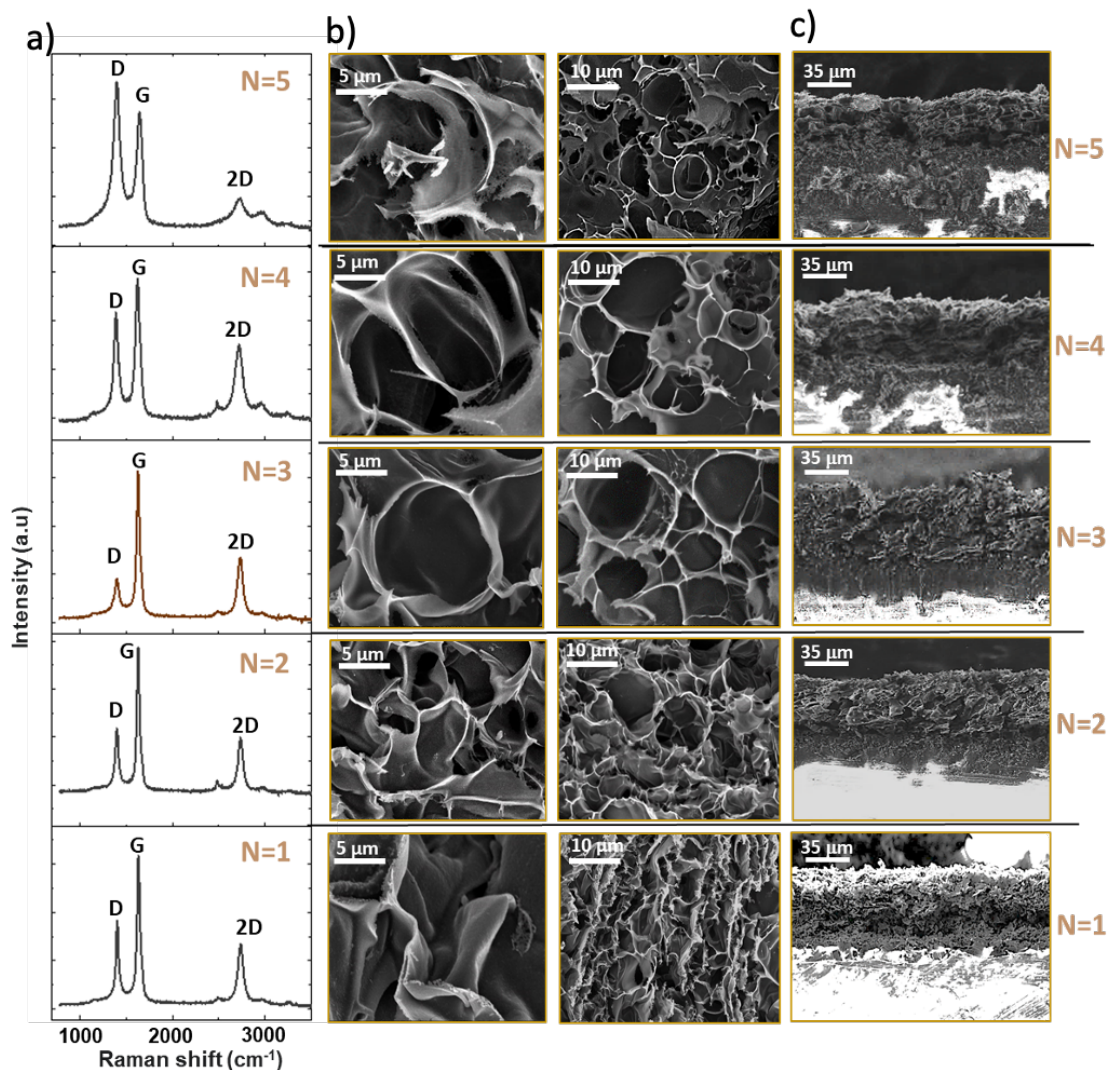 a)
b)
c)
D
G
N=5
2D
5 µm
10 µm
35 µm
N=5
D
G
N=4
2D
5 µm
10 µm
35 µm
N=4
G
N=3
D
2D
5 µm
10 µm
35 µm
N=3
G
N=2
D
2D
5 µm
10 µm
35 µm
N=2
G
N=1
D
2D
5 µm
10 µm
35 µm
N=1
Intensity (a.u)
1000 2000 3000
Raman shift (cm⁻¹)